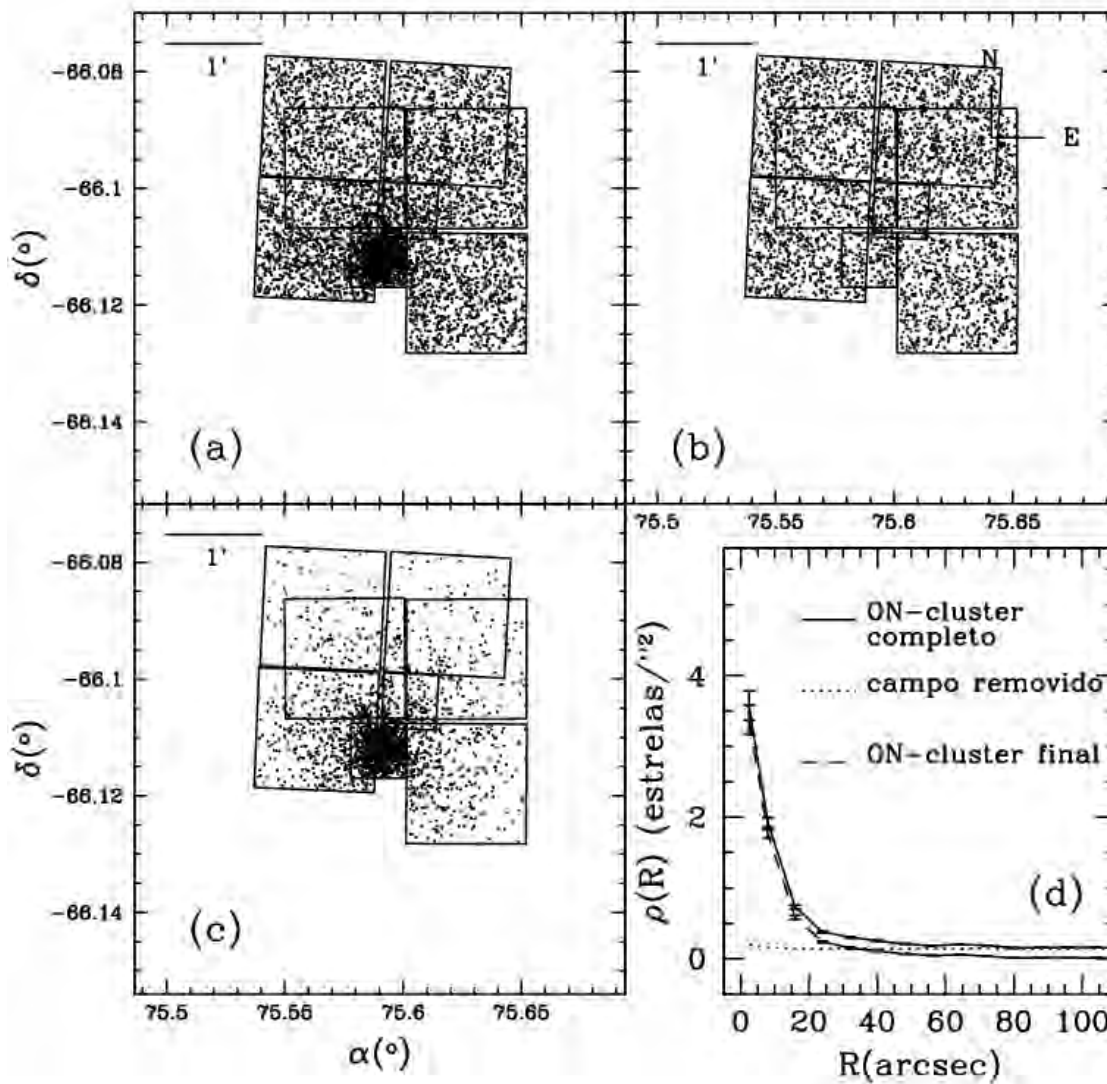 1'
-66.08
-66.1
-66.12
-66.14
δ(°)
(a)
1'
N
E
(b)
75.5 75.55 75.6 75.65
1'
-66.08
-66.1
-66.12
-66.14
δ(°)
(c)
75.5 75.55 75.6 75.65
α(°)
ON-cluster
completo
campo removido
ON-cluster final
4
2
0
ρ(R) (estrelas/"²)
(d)
0 20 40 60 80 100
R(arcsec)